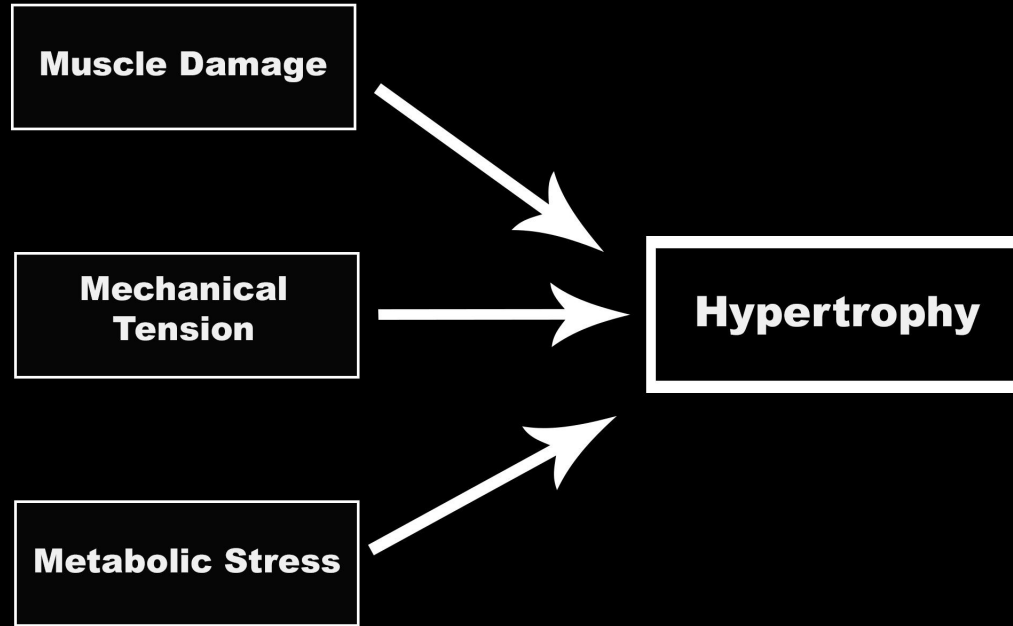 Muscle Damage
Mechanical
Tension
Hypertrophy
Metabolic Stress